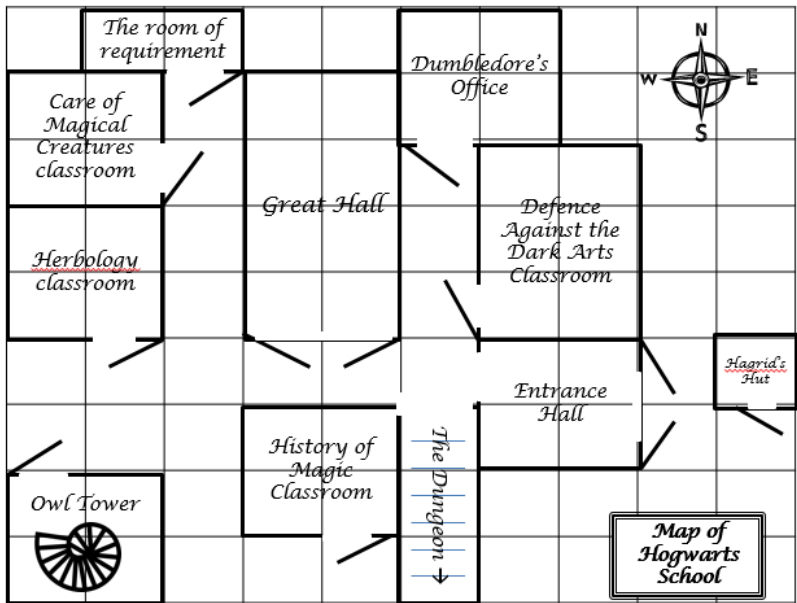 The room of
requirement
Dumbledore's
Office
N
W
E
S
Care of
Magical
Creatures
classroom
Great Hall
Defence
Against the
Dark Arts
Classroom
Herbology
classroom
Hagrid's
Hut
Entrance
Hall
History of
Magic
Classroom
The Dungeon →
Owl Tower
Map of
Hogwarts
School